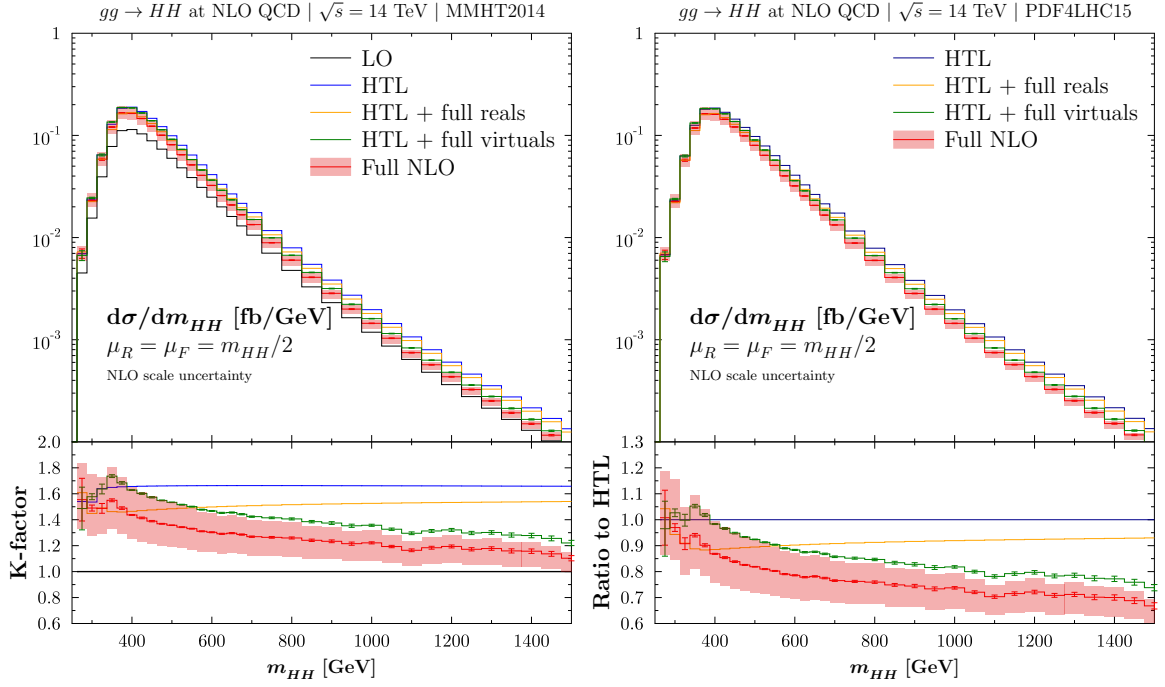 gg → HH at NLO QCD | √s = 14 TeV | MMHT2014
LO
HTL
HTL + full reals
HTL + full virtuals
Full NLO
1
10⁻¹
10⁻²
10⁻³
dσ/dm_HH [fb/GeV]
μ_R = μ_F = m_HH/2
NLO scale uncertainty
K-factor
2.0
1.8
1.6
1.4
1.2
1.0
0.8
0.6
400 600 800 1000 1200 1400
m_HH [GeV]
gg → HH at NLO QCD | √s = 14 TeV | PDF4LHC15
HTL
HTL + full reals
HTL + full virtuals
Full NLO
1
10⁻¹
10⁻²
10⁻³
dσ/dm_HH [fb/GeV]
μ_R = μ_F = m_HH/2
NLO scale uncertainty
Ratio to HTL
1.3
1.2
1.1
1.0
0.9
0.8
0.7
0.6
400 600 800 1000 1200 1400
m_HH [GeV]